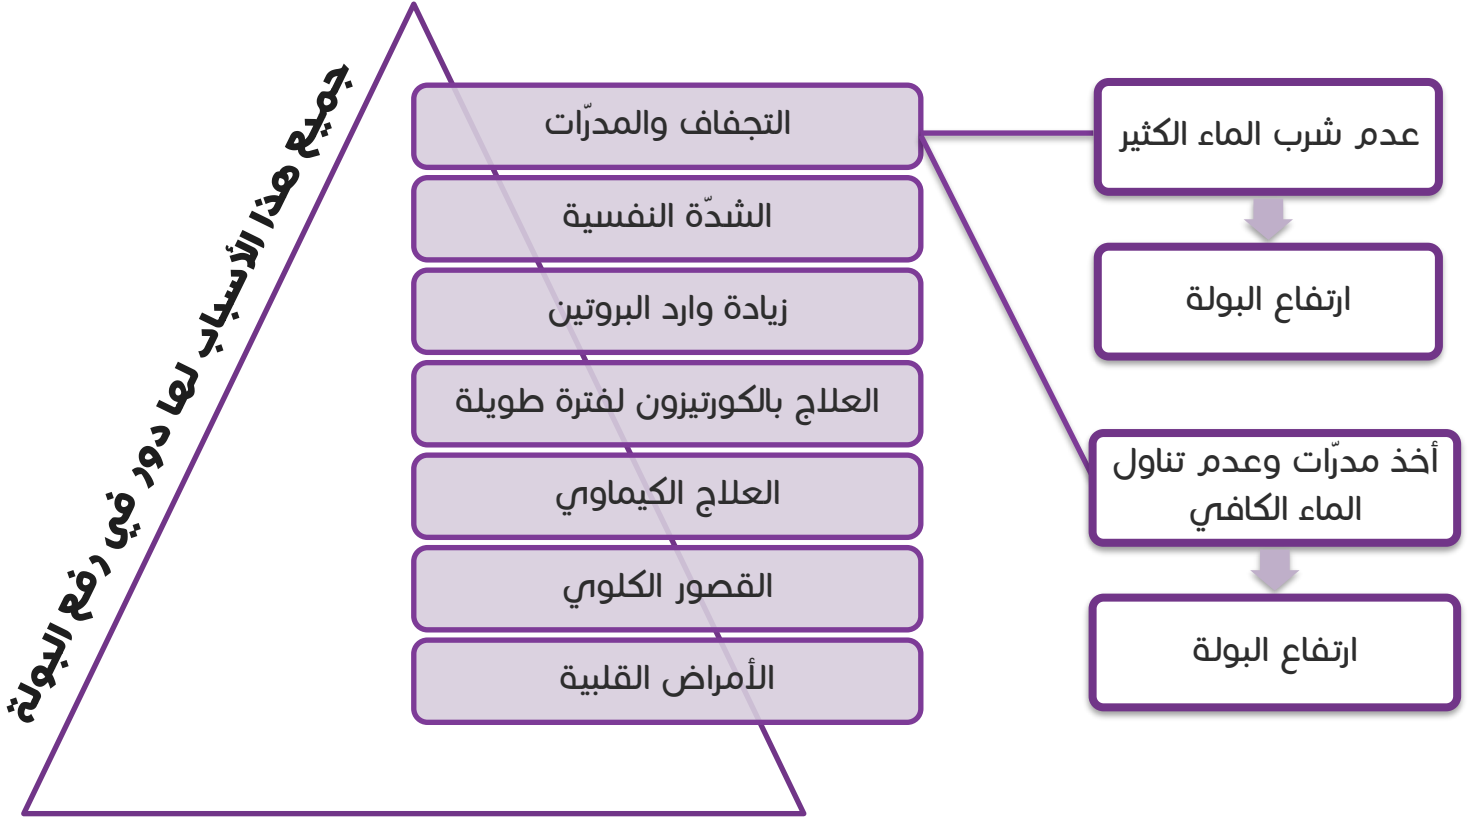 جميع هذا الأسباب لها دور في رفع البولة
التجفاف والمدرّات
الشدّة النفسية
زيادة وارد البروتين
العلاج بالكورتيزون لفترة طويلة
العلاج الكيماوي
القصور الكلوي
الأمراض القلبية
عدم شرب الماء الكثير
ارتفاع البولة
أخذ مدرّات وعدم تناول
الماء الكافي
ارتفاع البولة